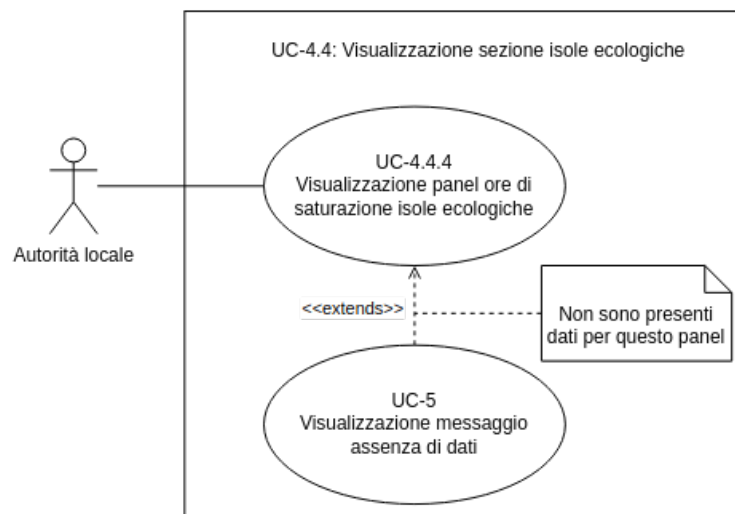 UC-4.4: Visualizzazione sezione isole ecologiche
UC-4.4.4
Visualizzazione panel ore di
saturazione isole ecologiche
Autorità locale
<<extends>>
Non sono presenti
dati per questo panel
UC-5
Visualizzazione messaggio
assenza di dati